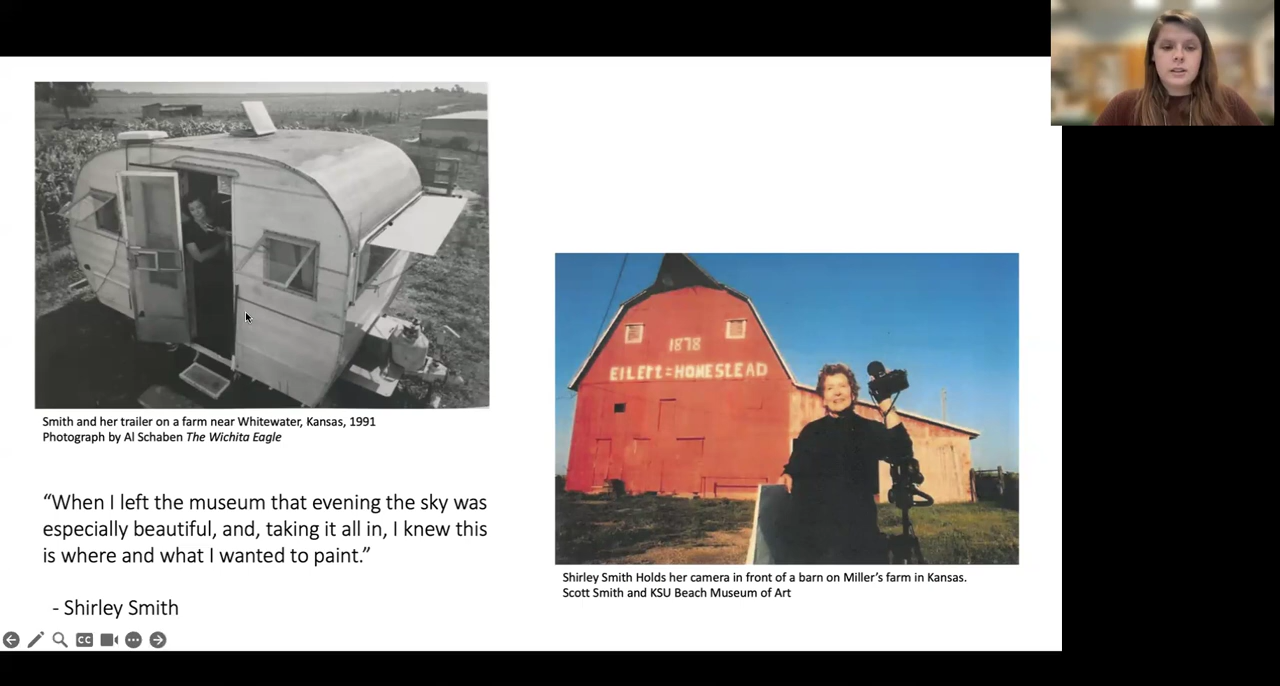 Smith and her trailer on a farm near Whitewater, Kansas, 1991
Photograph by Al Schaben The Wichita Eagle
“When I left the museum that evening the sky was
especially beautiful, and, taking it all in, I knew this
is where and what I wanted to paint.”
- Shirley Smith
1878
HOMESTEAD
Shirley Smith Holds her camera in front of a barn on Miller’s farm in Kansas.
Scott Smith and KSU Beach Museum of Art
CC